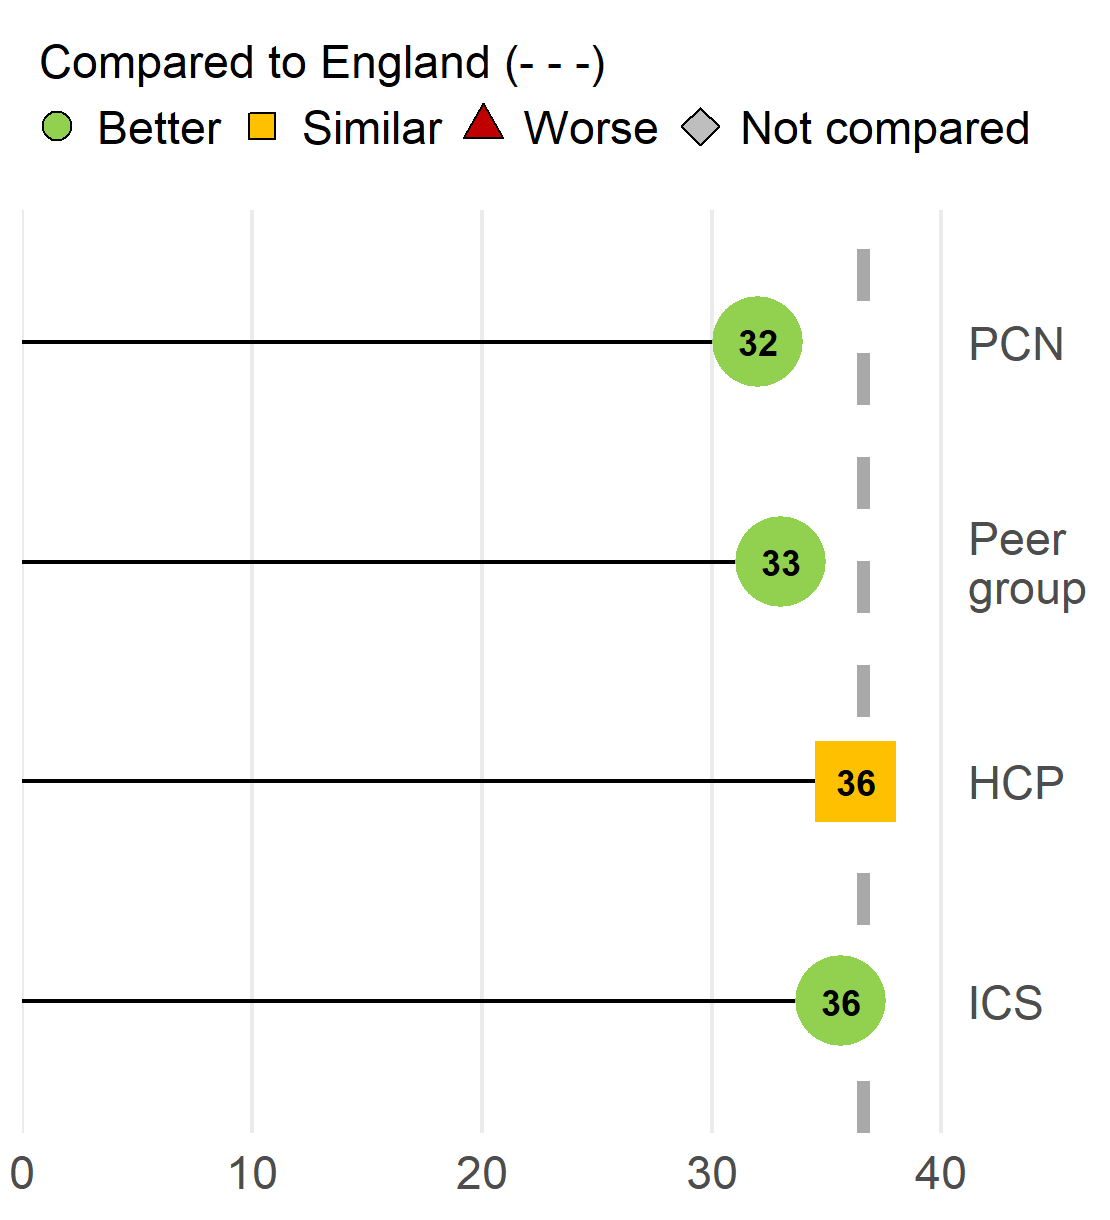 Compared to England (- - -)
Better Similar Worse Not compared
32 PCN
33 Peer
group
36 HCP
36 ICS
0 10 20 30 40